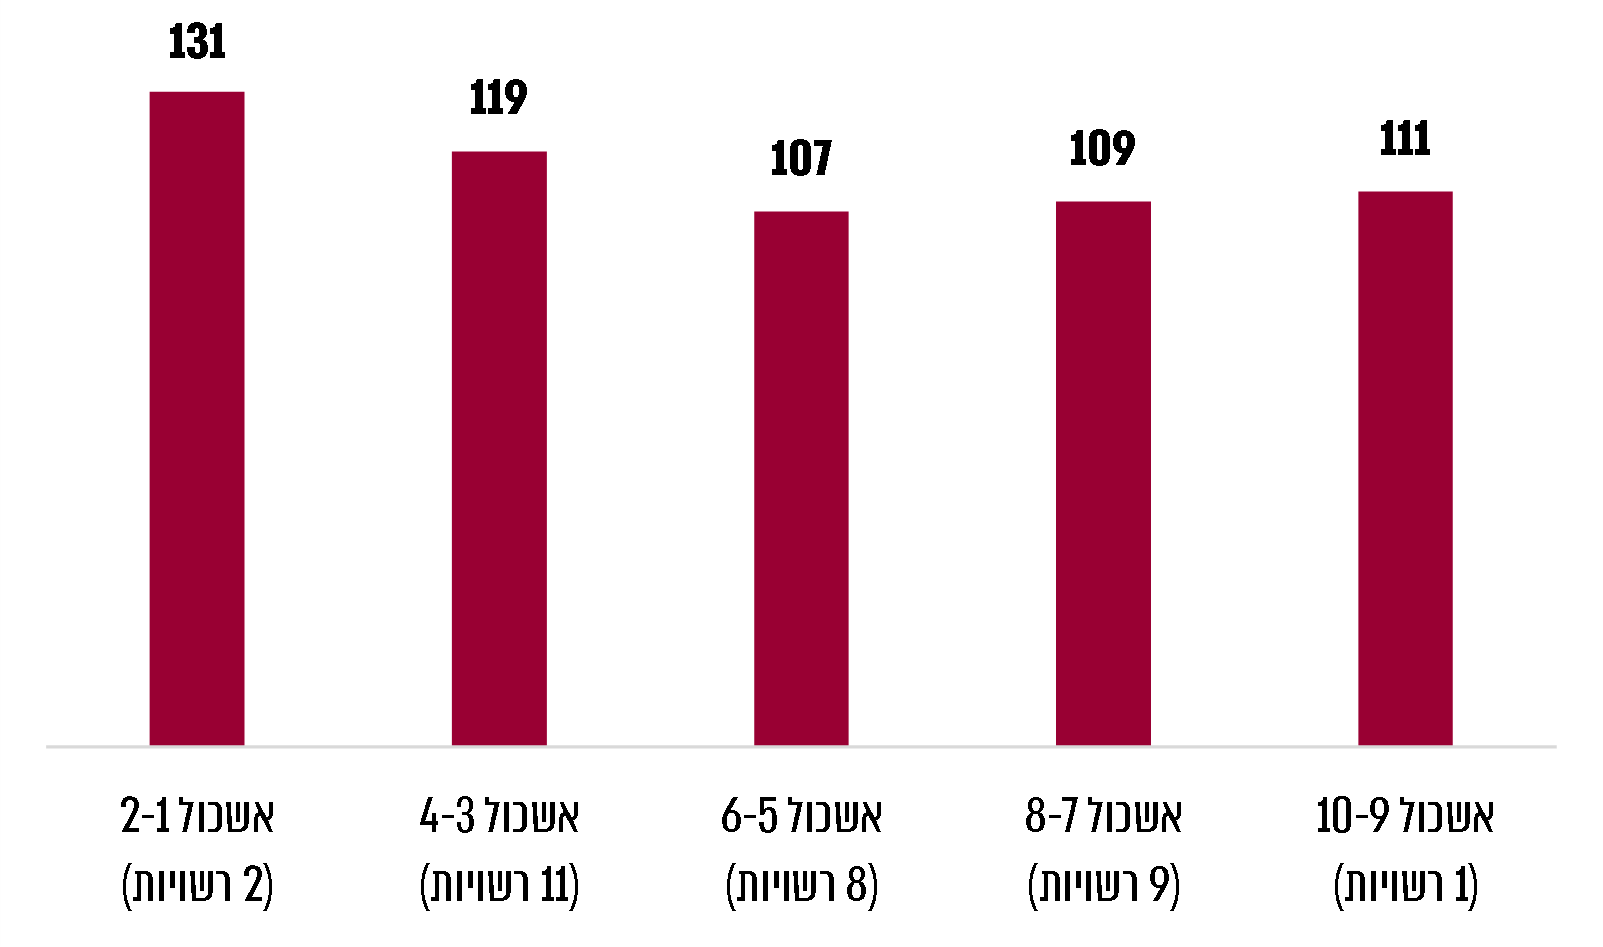 131
119
107
109
111
אשכול 2-1
(2 רשויות)
אשכול 4-3
(11 רשויות)
אשכול 6-5
(8 רשויות)
אשכול 8-7
(9 רשויות)
אשכול 10-9
(1 רשויות)